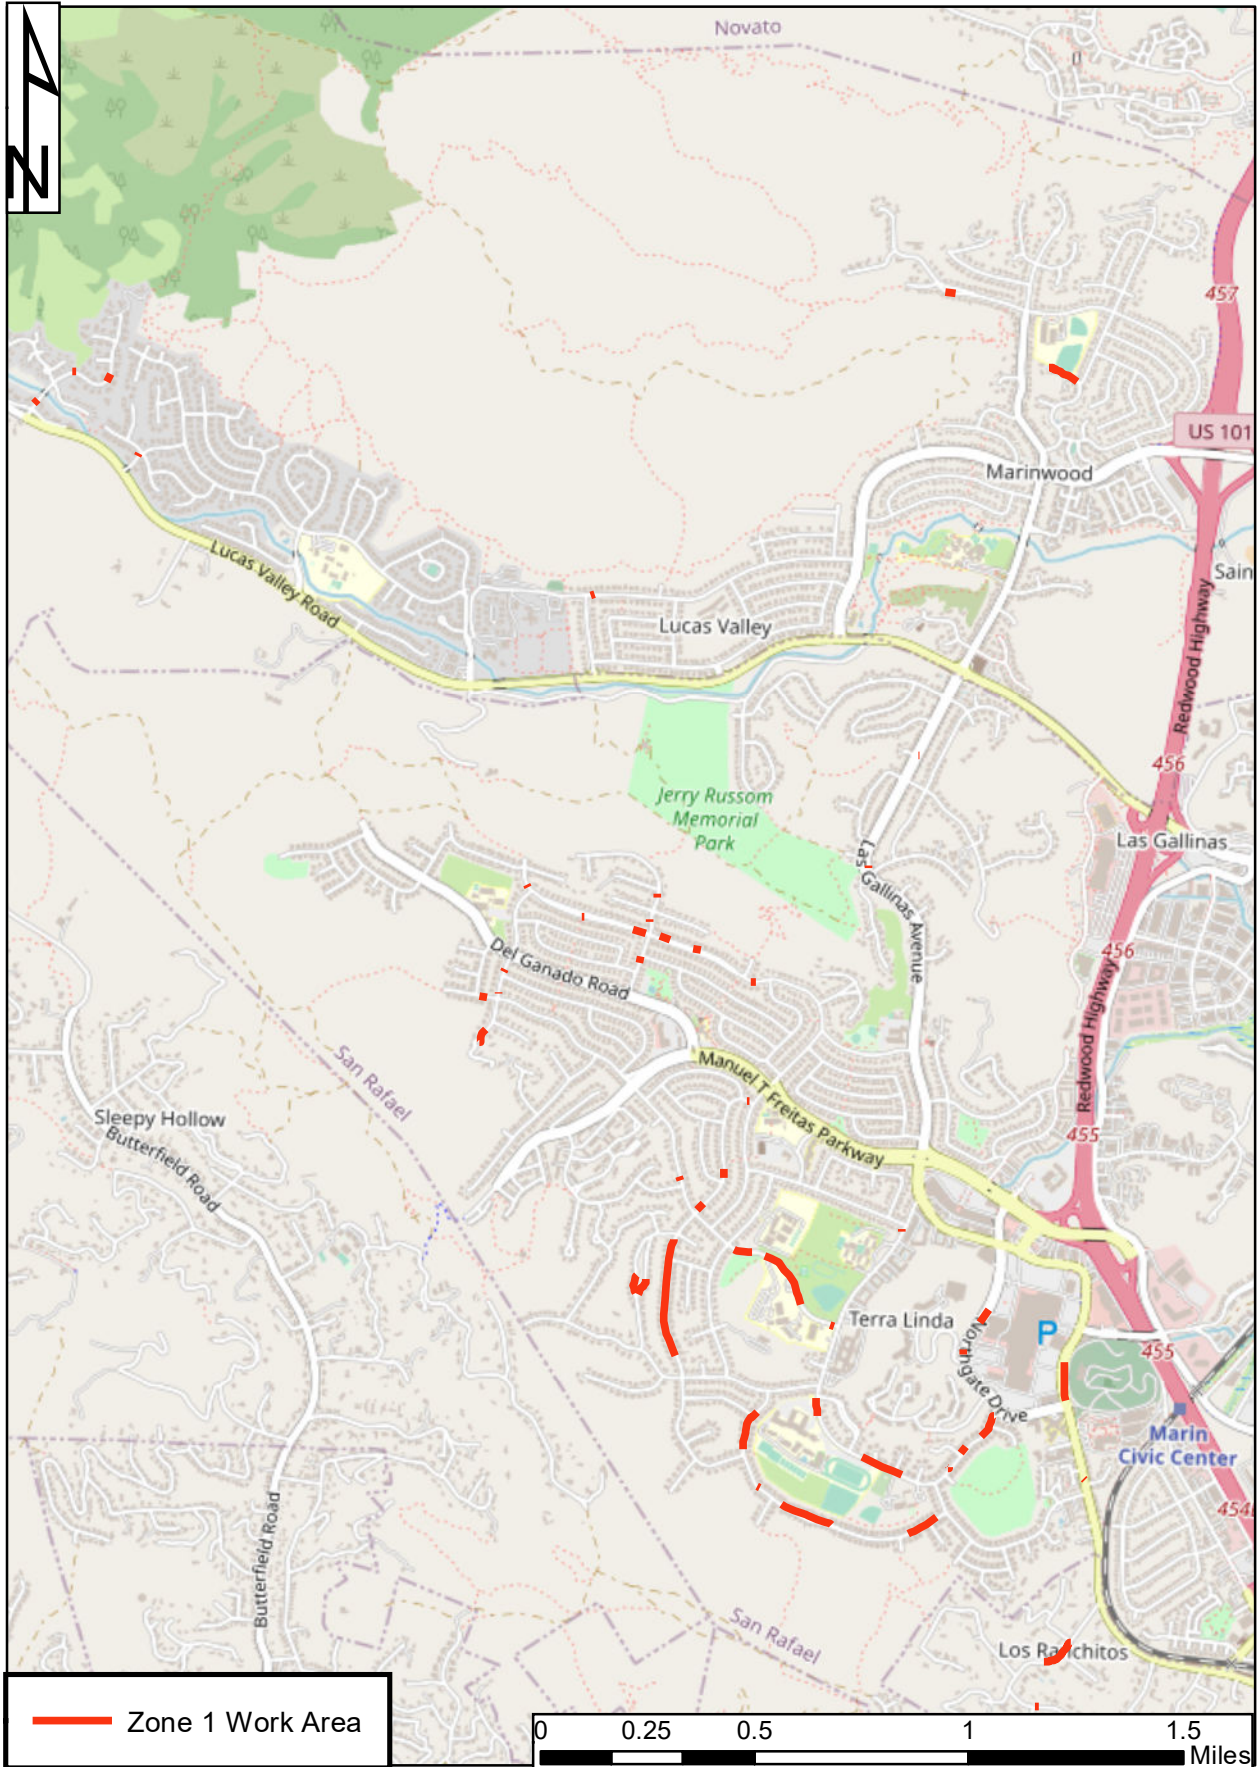 Novato
N
457
US 101
Marinwood
Sain
Lucas Valley Road
Lucas Valley
Redwood Highway
456
Jerry Russom
Memorial
Park
Las Gallinas
Las Gallinas Avenue
456
Del Ganado Road
Redwood Highway
San Rafael
Manuel T Freitas Parkway
Sleepy Hollow
Butterfield Road
455
Terra Linda
P
Northgate Drive
455
Marin
Civic Center
454
Butterfield Road
San Rafael
Los Ranchitos
Zone 1 Work Area
0 0.25 0.5 1 1.5
Miles